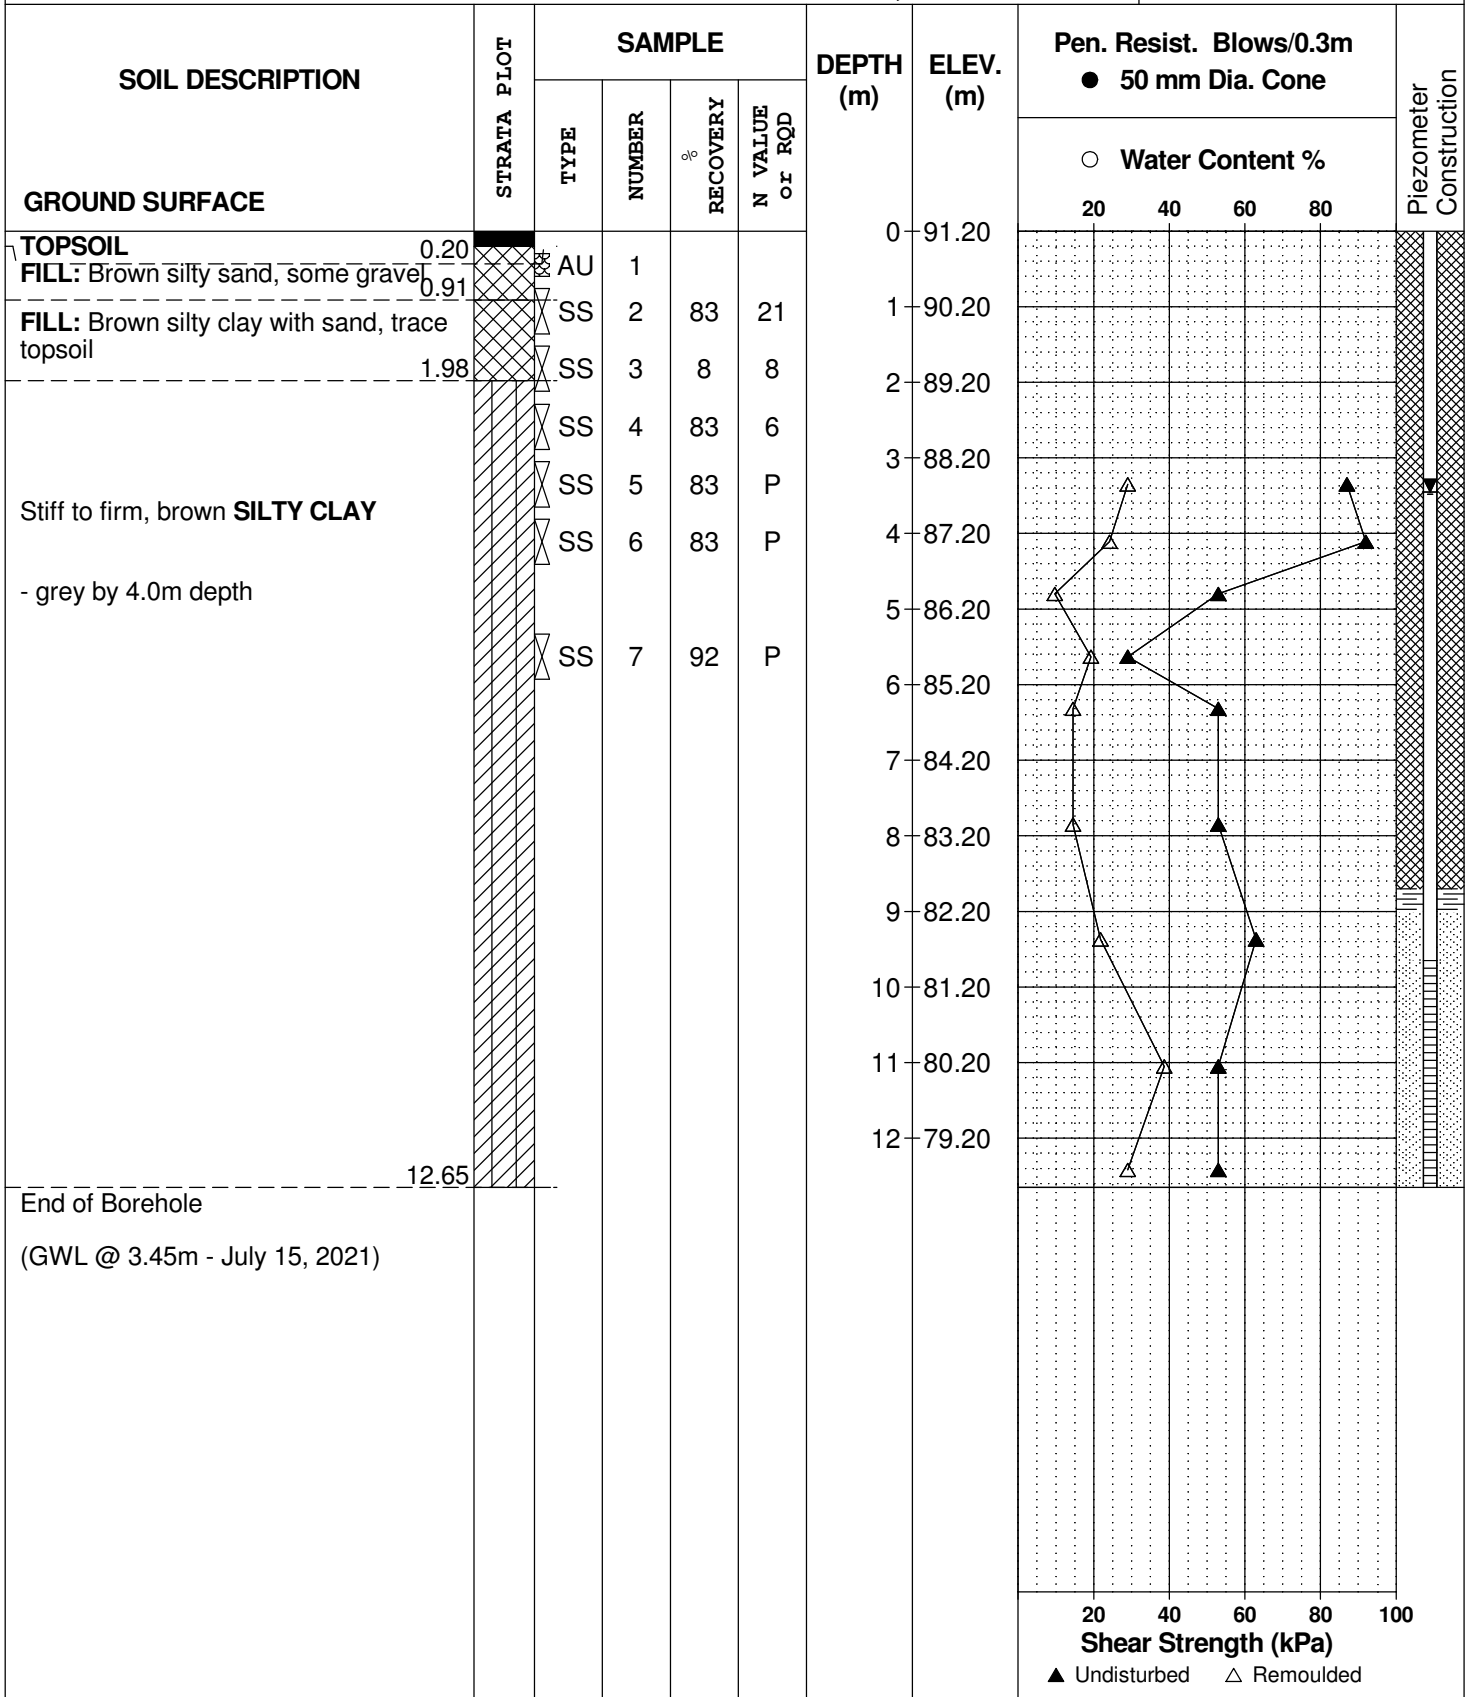 SOIL DESCRIPTION
GROUND SURFACE
STRATA PLOT
SAMPLE
TYPE
NUMBER
% RECOVERY
N VALUE
or RQD
DEPTH
(m)
ELEV.
(m)
Pen. Resist. Blows/0.3m
● 50 mm Dia. Cone
○ Water Content %
20 40 60 80
Piezometer
Construction
TOPSOIL 0.20
FILL: Brown silty sand, some gravel
0.91
FILL: Brown silty clay with sand, trace
topsoil
1.98
Stiff to firm, brown SILTY CLAY
- grey by 4.0m depth
12.65
End of Borehole
(GWL @ 3.45m - July 15, 2021)
AU 1
SS 2 83 21
SS 3 8 8
SS 4 83 6
SS 5 83 P
SS 6 83 P
SS 7 92 P
0 91.20
1 90.20
2 89.20
3 88.20
4 87.20
5 86.20
6 85.20
7 84.20
8 83.20
9 82.20
10 81.20
11 80.20
12 79.20
20 40 60 80 100
Shear Strength (kPa)
▲ Undisturbed △ Remoulded